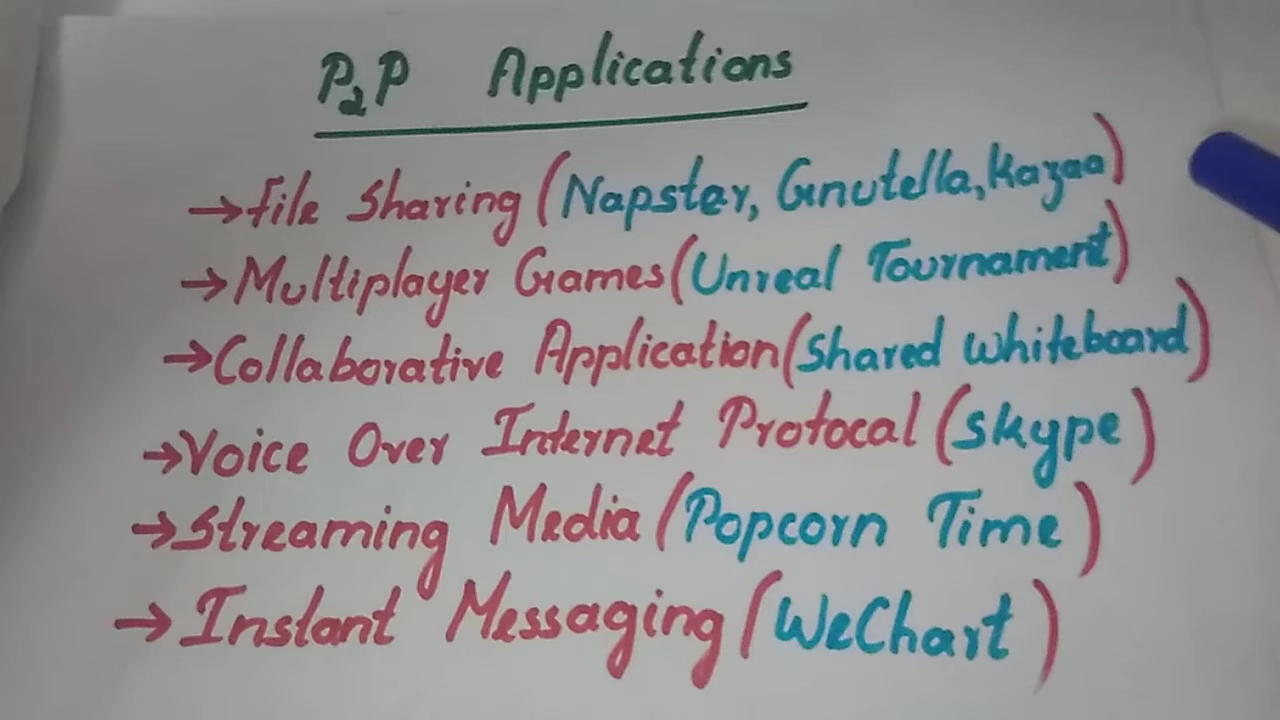 P2P Applications
→File Sharing (Napster, Gnutella, Kazaa)
→Multiplayer Games (Unreal Tournament)
→Collaborative Application (Shared Whiteboard)
→Voice Over Internet Protocal (Skype)
→Streaming Media (Popcorn Time)
→Instant Messaging (WeChart)